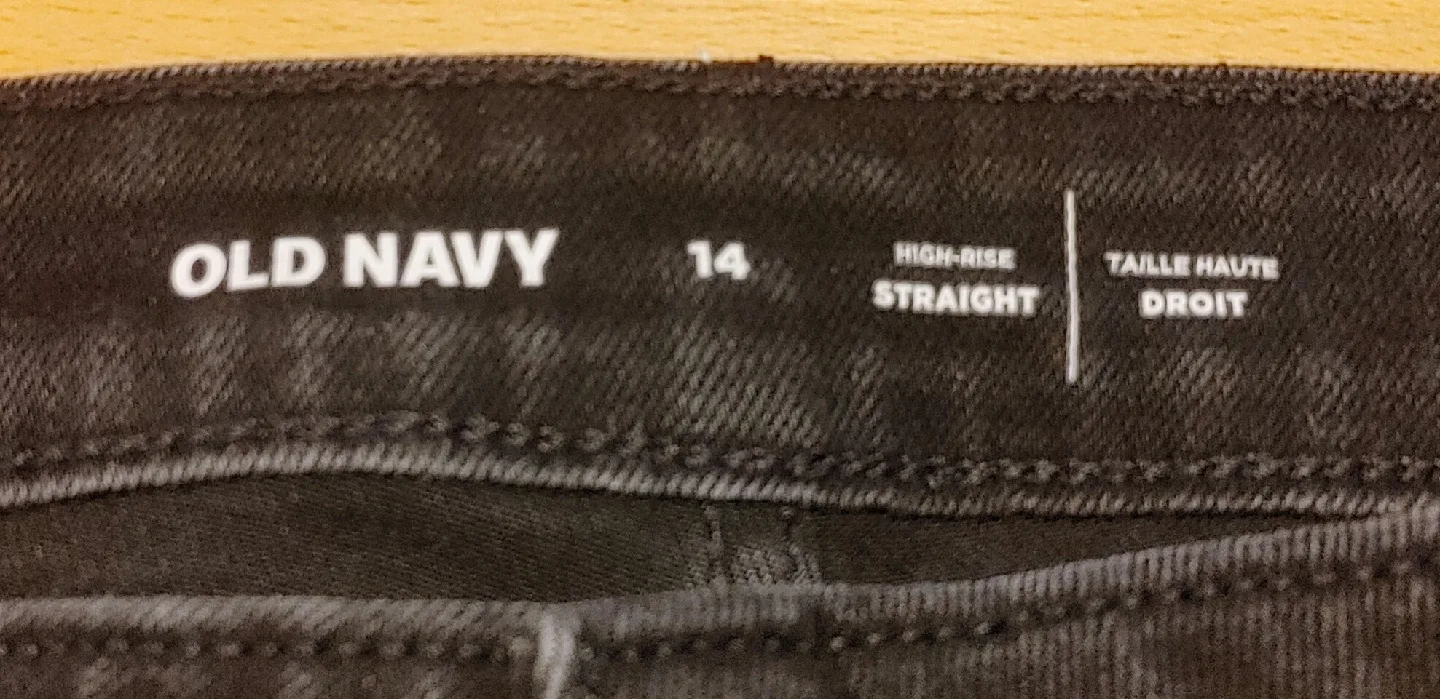 OLD NAVY
14
HIGH-RISE
STRAIGHT
TAILLE HAUTE
DROIT